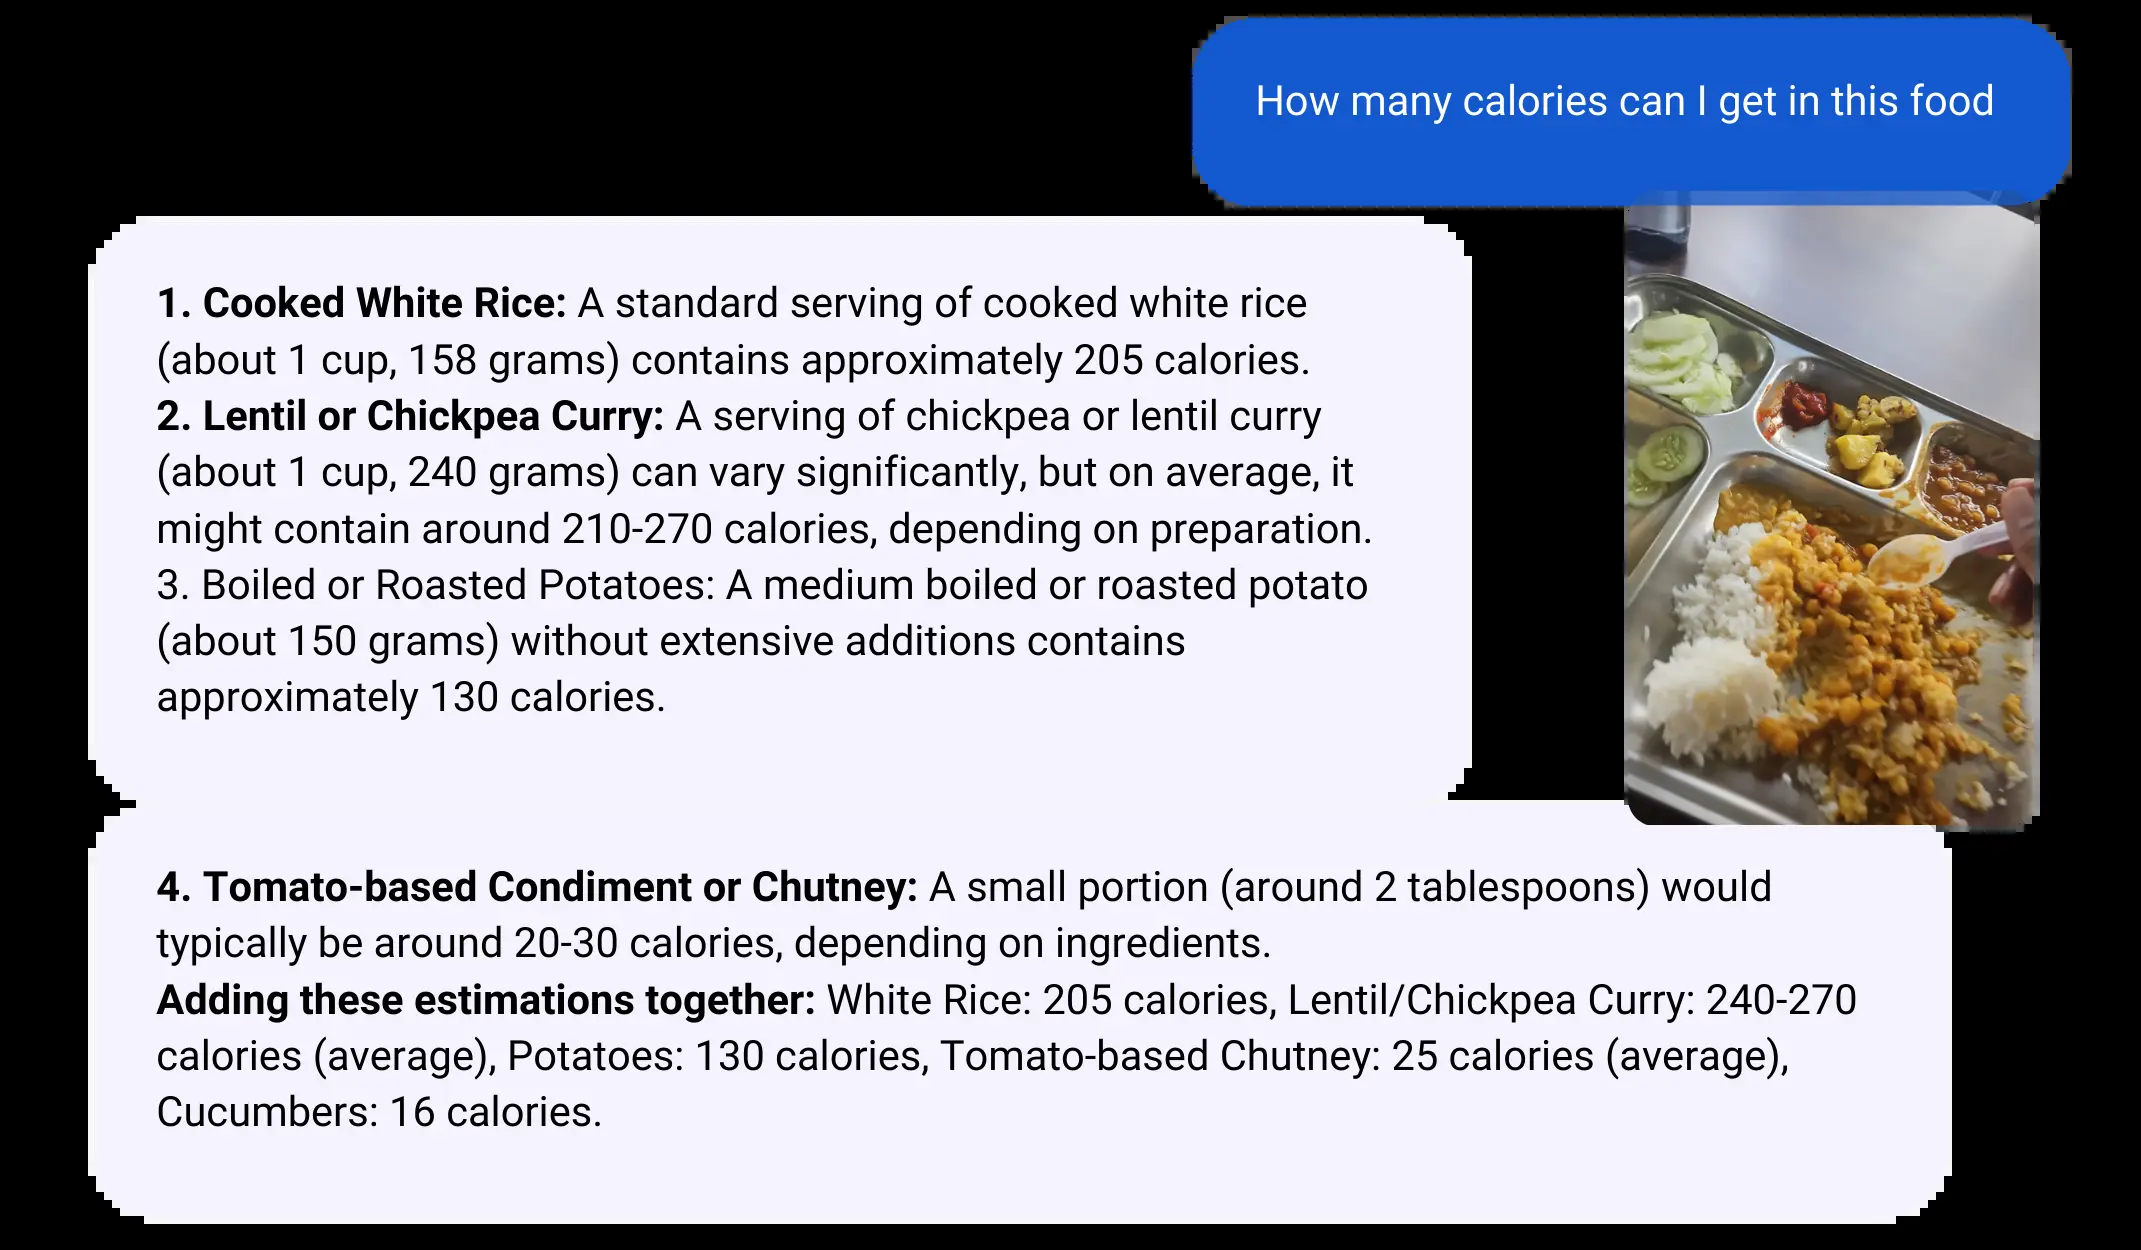 How many calories can I get in this food
1. Cooked White Rice: A standard serving of cooked white rice
(about 1 cup, 158 grams) contains approximately 205 calories.
2. Lentil or Chickpea Curry: A serving of chickpea or lentil curry
(about 1 cup, 240 grams) can vary significantly, but on average, it
might contain around 210-270 calories, depending on preparation.
3. Boiled or Roasted Potatoes: A medium boiled or roasted potato
(about 150 grams) without extensive additions contains
approximately 130 calories.
4. Tomato-based Condiment or Chutney: A small portion (around 2 tablespoons) would
typically be around 20-30 calories, depending on ingredients.
Adding these estimations together: White Rice: 205 calories, Lentil/Chickpea Curry: 240-270
calories (average), Potatoes: 130 calories, Tomato-based Chutney: 25 calories (average),
Cucumbers: 16 calories.